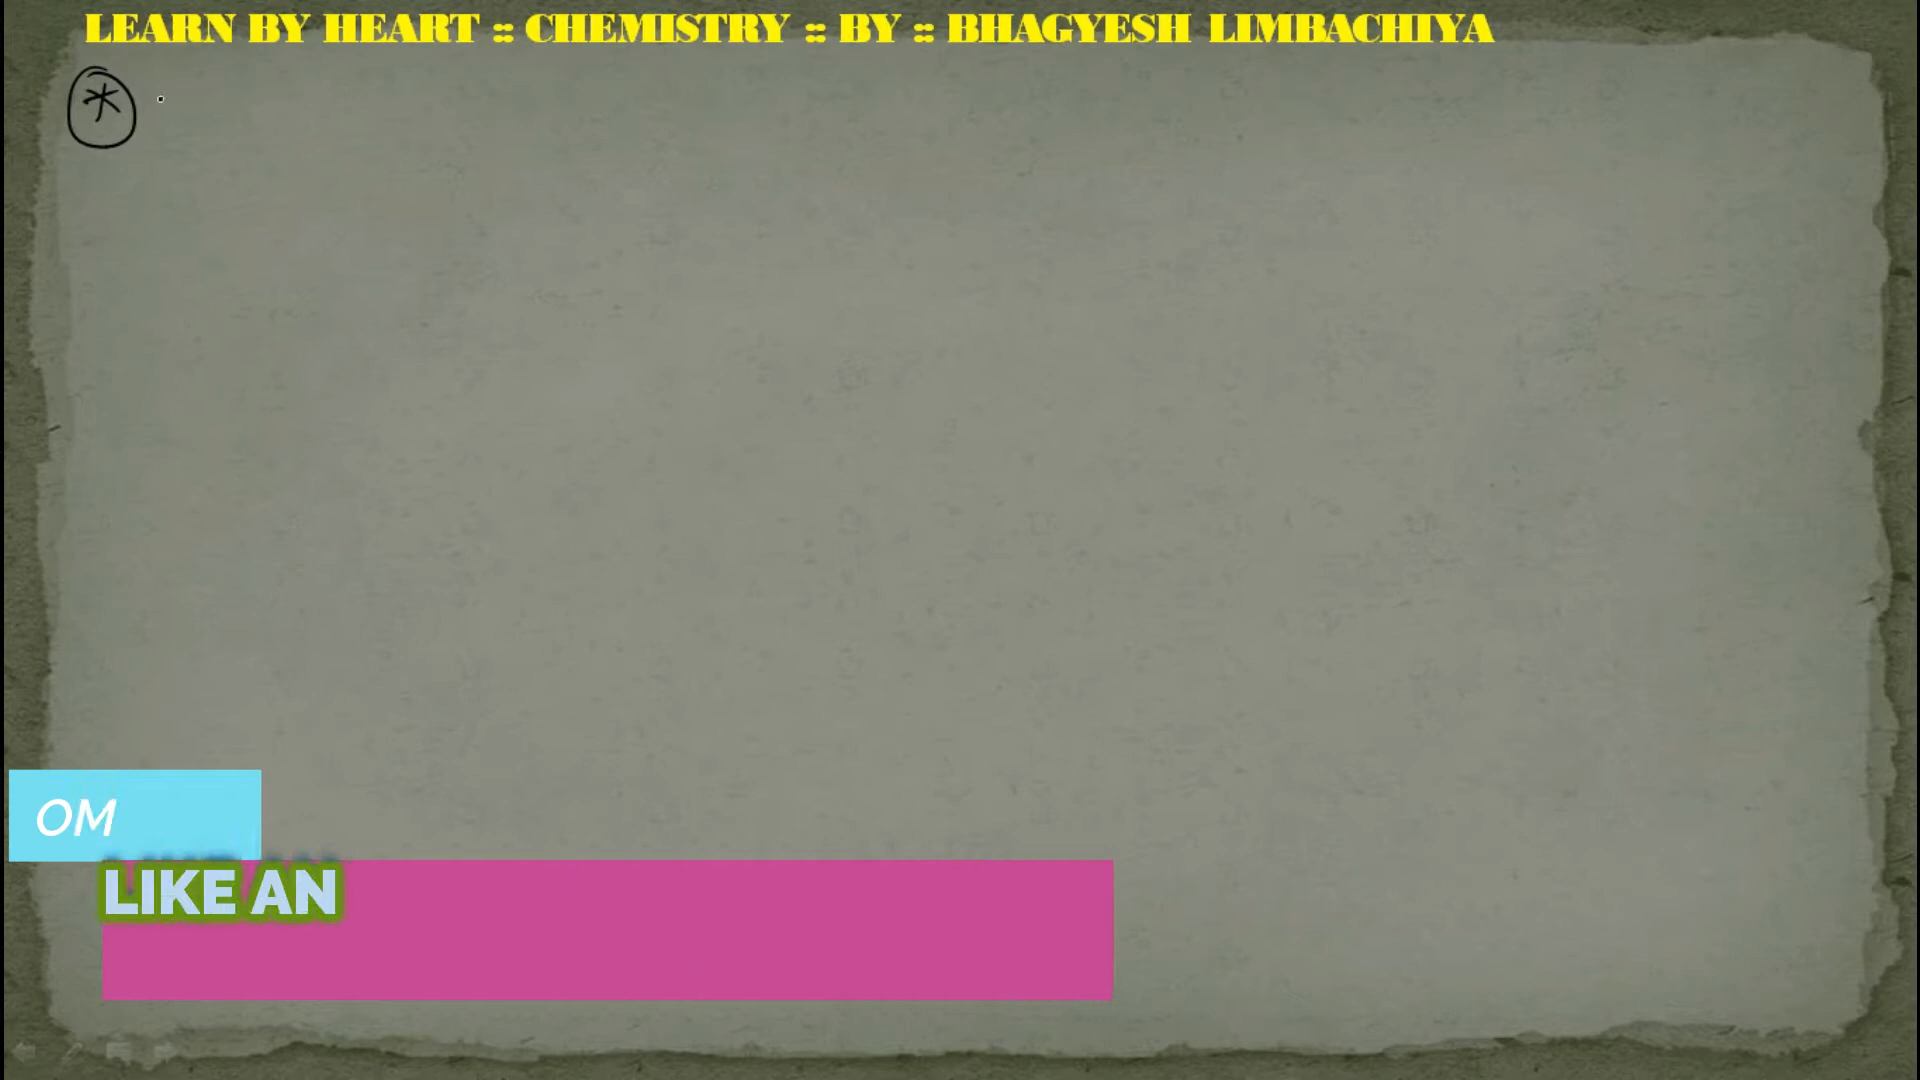 LEARN BY HEART :: CHEMISTRY :: BY :: BHAGYESH LIMBACHIYA
*
OM
LIKE AN